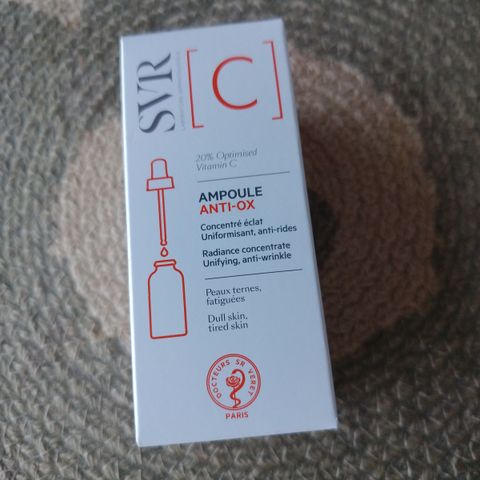 SVR
[C]
20% Optimised
Vitamin C
AMPOULE
ANTI-OX
Concentré éclat
Uniformisant, anti-rides
Radiance concentrate
Unifying, anti-wrinkle
Peaux ternes,
fatiguées
Dull skin,
tired skin
DOCTEURS SR VERET
PARIS